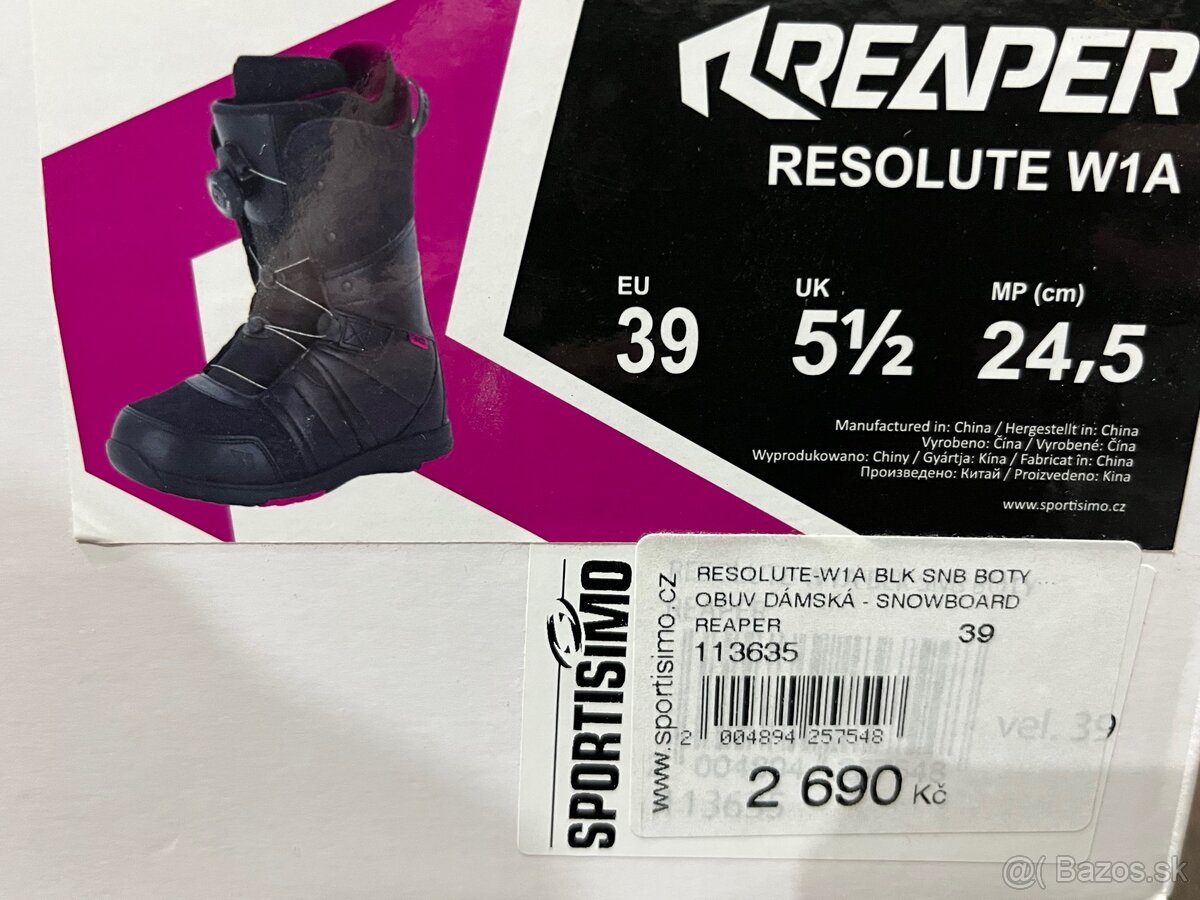 REAPER
RESOLUTE W1A
EU UK MP (cm)
39 5½ 24,5
Manufactured in: China / Hergestellt in: China
Vyrobeno: Čína / Vyrobené: Čína
Wyprodukowano: Chiny / Gyártja: Kína / Fabricat în: China
Произведено: Китай / Proizvedeno: Kina
www.sportisimo.cz
SPORTISIMO
www.sportisimo.cz
RESOLUTE-W1A BLK SNB BOTY ...
OBUV DÁMSKÁ - SNOWBOARD
REAPER 39
113635
2 004894 257548
vel. 39
2 690 Kč
@( Bazos.sk